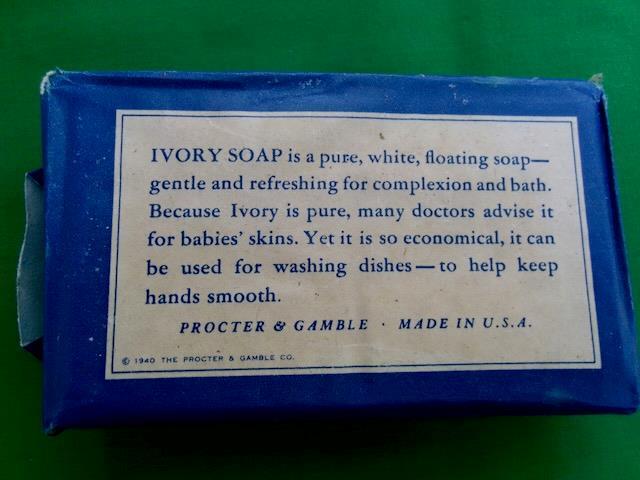 IVORY SOAP is a pure, white, floating soap—
gentle and refreshing for complexion and bath.
Because Ivory is pure, many doctors advise it
for babies' skins. Yet it is so economical, it can
be used for washing dishes—to help keep
hands smooth.
PROCTER & GAMBLE · MADE IN U.S.A.
© 1940 THE PROCTER & GAMBLE CO.